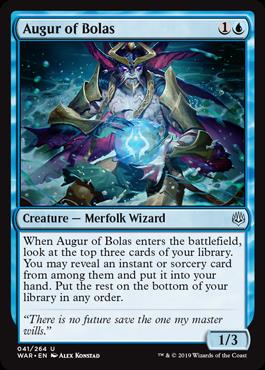 Augur of Bolas 1
Creature — Merfolk Wizard
When Augur of Bolas enters the battlefield,
look at the top three cards of your library.
You may reveal an instant or sorcery card
from among them and put it into your
hand. Put the rest on the bottom of your
library in any order.
"There is no future save the one my master
wills."
1/3
041/264 U
WAR • EN Alex Konstad
™ & © 2019 Wizards of the Coast